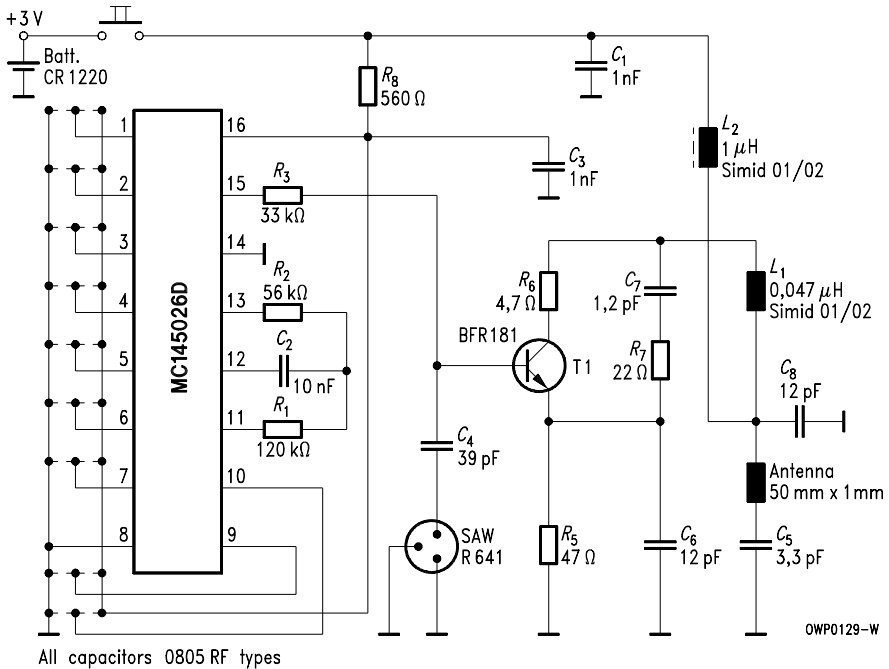 +3 V
Batt.
CR 1220
R8
560 Ω
C1
1 nF
L2
1 μH
Simid 01/02
1
2
3
4
5
6
7
8
MC145026D
16
15
14
13
12
11
10
9
R3
33 kΩ
R2
56 kΩ
C2
10 nF
R1
120 kΩ
C3
1 nF
R6
4,7 Ω
C7
1,2 pF
L1
0,047 μH
Simid 01/02
BFR181
T1
R7
22 Ω
C8
12 pF
C4
39 pF
Antenna
50 mm x 1 mm
SAW
R 641
R5
47 Ω
C6
12 pF
C5
3,3 pF
OWP0129-W
All capacitors 0805 RF types